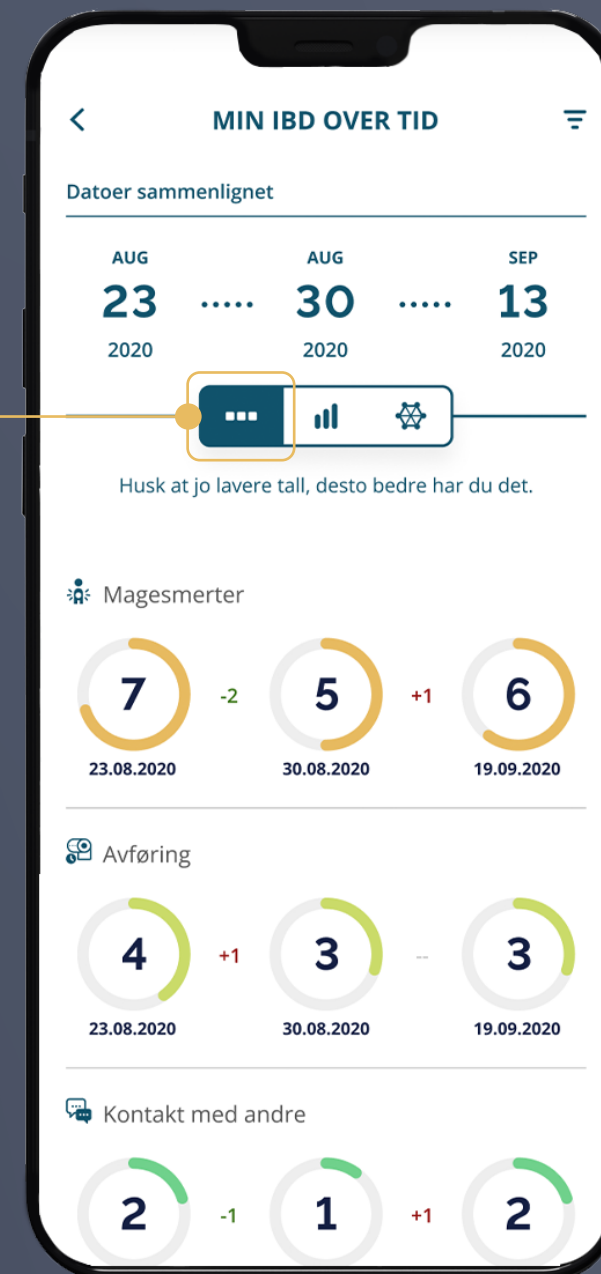 MIN IBD OVER TID
Datoer sammenlignet
AUG AUG SEP
23 ..... 30 ..... 13
2020 2020 2020
Husk at jo lavere tall, desto bedre har du det.
Magesmerter
7 -2 5 +1 6
23.08.2020 30.08.2020 19.09.2020
Avføring
4 +1 3 -- 3
23.08.2020 30.08.2020 19.09.2020
Kontakt med andre
2 -1 1 +1 2